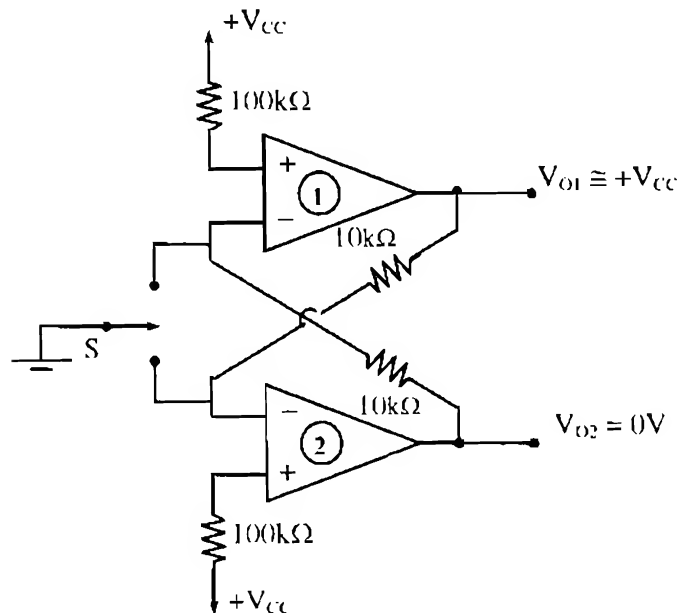 +VCC
100kΩ
+
1
VO1 ≅ +VCC
−
10kΩ
S
10kΩ
−
2
VO2 = 0V
+
100kΩ
+VCC